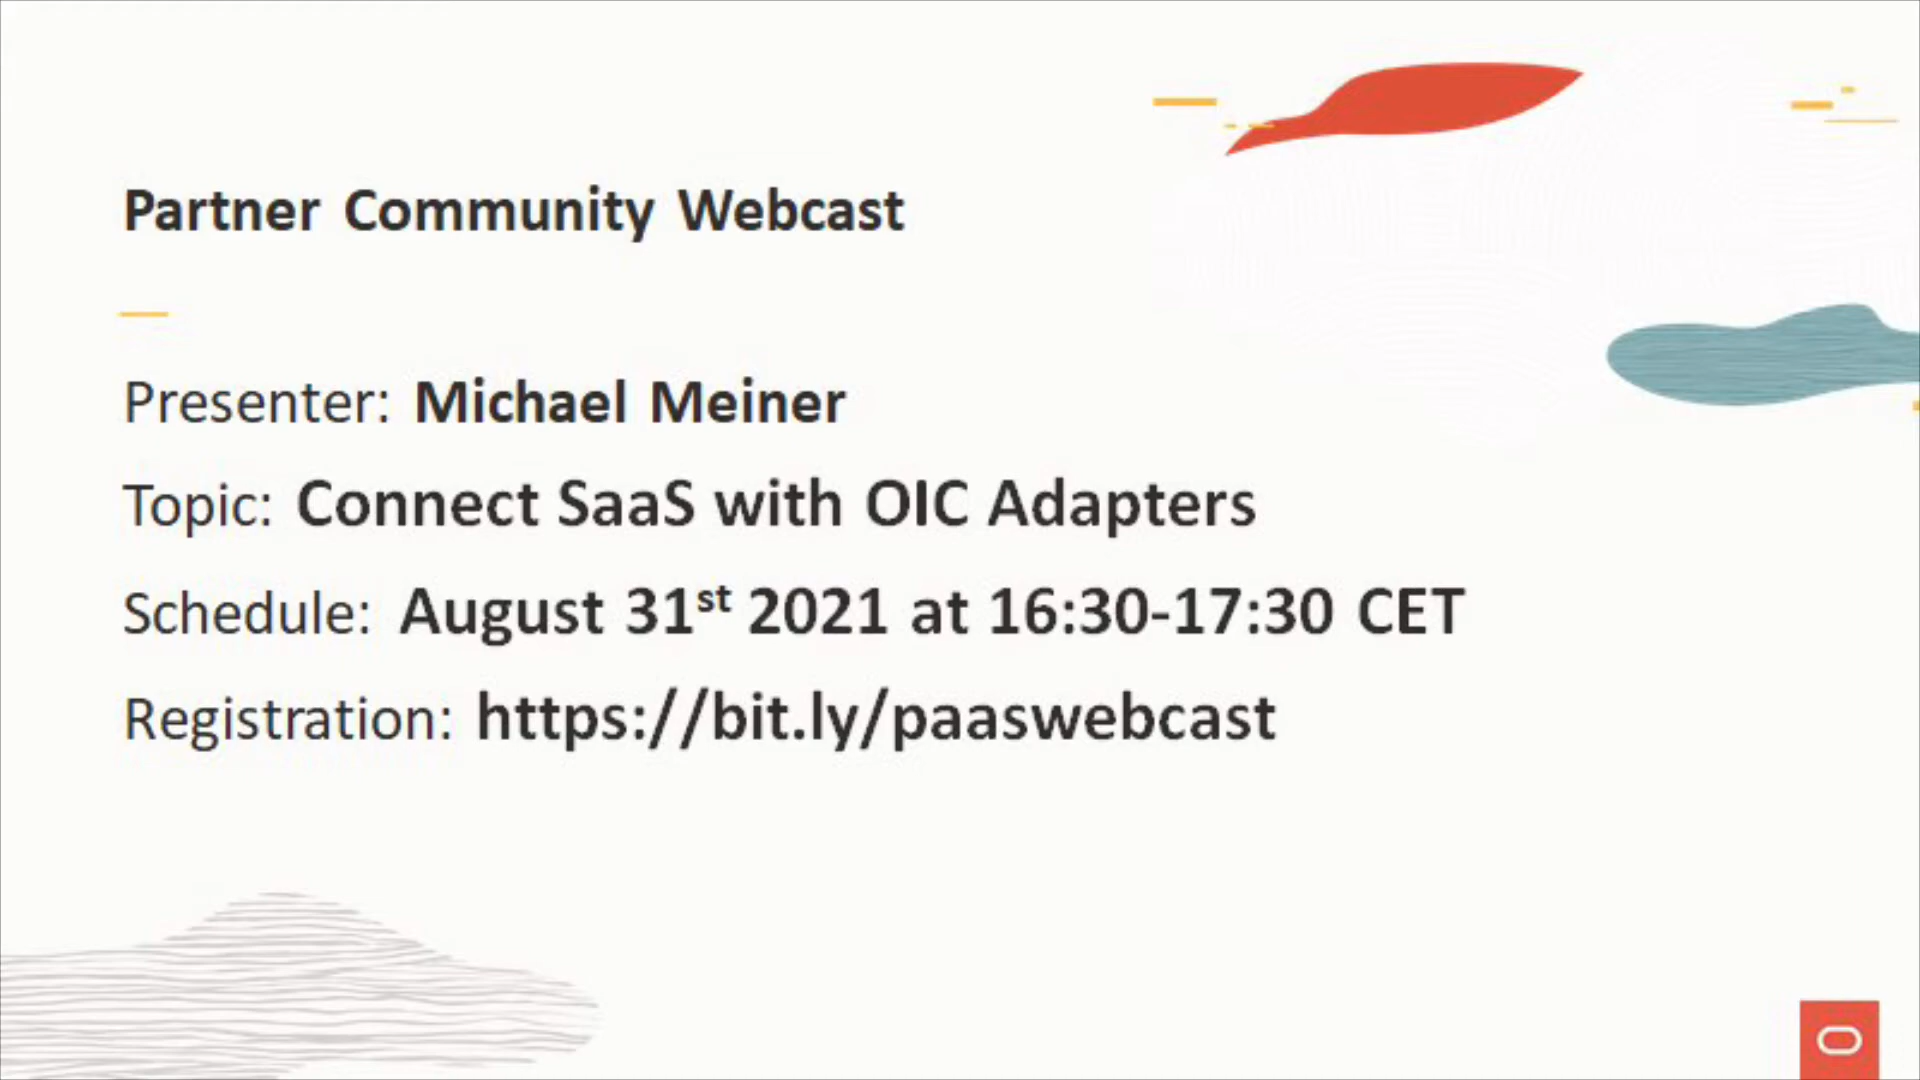 Partner Community Webcast
Presenter: Michael Meiner
Topic: Connect SaaS with OIC Adapters
Schedule: August 31st 2021 at 16:30-17:30 CET
Registration: https://bit.ly/paaswebcast